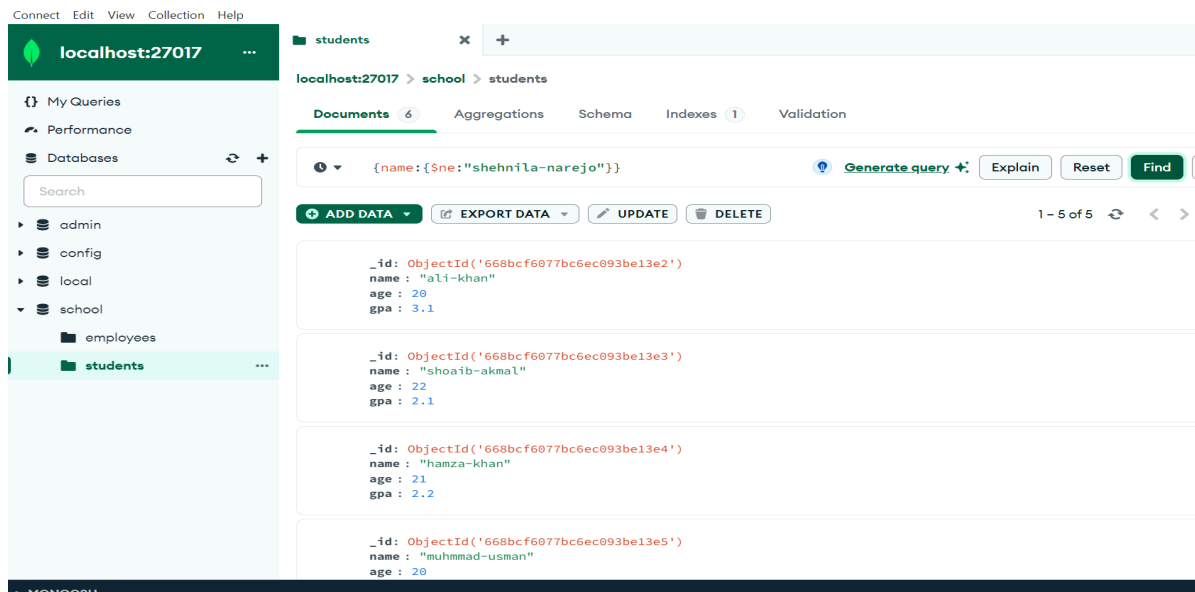 Connect Edit View Collection Help
localhost:27017 ...
{} My Queries
Performance
Databases
Search
admin
config
local
school
employees
students ...
students
localhost:27017 > school > students
Documents 6 Aggregations Schema Indexes 1 Validation
{name:{$ne:"shehnila-narejo"}}
Generate query Explain Reset Find
ADD DATA EXPORT DATA UPDATE DELETE 1 – 5 of 5
_id: ObjectId('668bcf6077bc6ec093be13e2')
name : "ali-khan"
age : 20
gpa : 3.1
_id: ObjectId('668bcf6077bc6ec093be13e3')
name : "shoaib-akmal"
age : 22
gpa : 2.1
_id: ObjectId('668bcf6077bc6ec093be13e4')
name : "hamza-khan"
age : 21
gpa : 2.2
_id: ObjectId('668bcf6077bc6ec093be13e5')
name : "muhmmad-usman"
age : 20